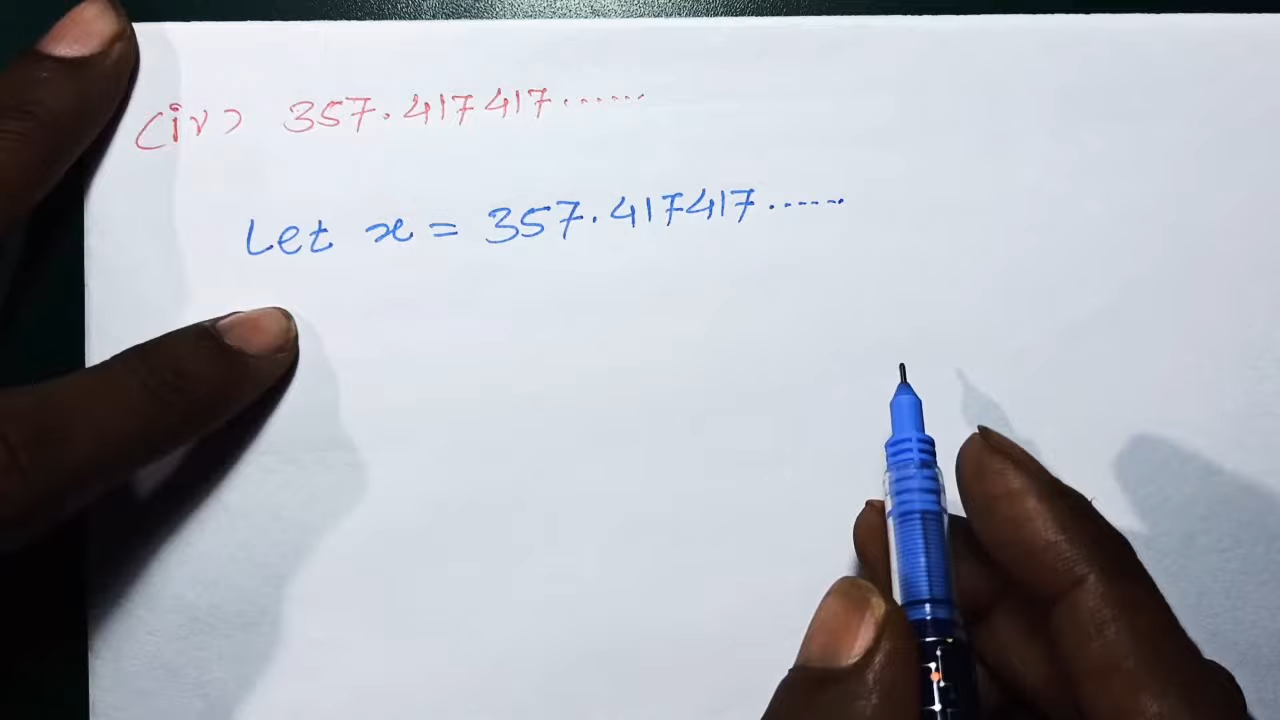 (iv) 357.417417......
Let x = 357.417417......